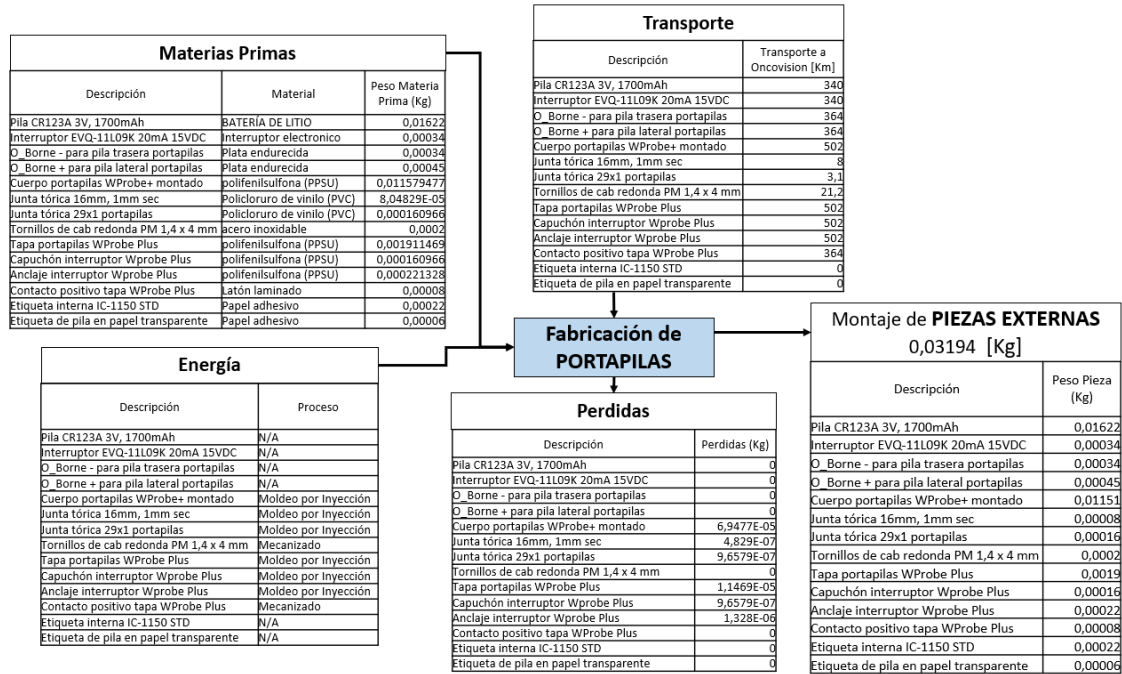 Materias Primas
Descripción Material Peso Materia Prima (Kg)
Pila CR123A 3V, 1700mAh BATERÍA DE LITIO 0,01622
Interruptor EVQ-11L09K 20mA 15VDC Interruptor electronico 0,00034
O_Borne - para pila trasera portapilas Plata endurecida 0,00034
O_Borne + para pila lateral portapilas Plata endurecida 0,00045
Cuerpo portapilas WProbe+ montado polifenilsulfona (PPSU) 0,011579477
Junta tórica 16mm, 1mm sec Policloruro de vinilo (PVC) 8,04829E-05
Junta tórica 29x1 portapilas Policloruro de vinilo (PVC) 0,000160966
Tornillos de cab redonda PM 1,4 x 4 mm acero inoxidable 0,0002
Tapa portapilas WProbe Plus polifenilsulfona (PPSU) 0,001911469
Capuchón interruptor Wprobe Plus polifenilsulfona (PPSU) 0,000160966
Anclaje interruptor Wprobe Plus polifenilsulfona (PPSU) 0,000221328
Contacto positivo tapa WProbe Plus Latón laminado 0,00008
Etiqueta interna IC-1150 STD Papel adhesivo 0,00022
Etiqueta de pila en papel transparente Papel adhesivo 0,00006
Transporte
Descripción Transporte a Oncovision [Km]
Pila CR123A 3V, 1700mAh 340
Interruptor EVQ-11L09K 20mA 15VDC 340
O_Borne - para pila trasera portapilas 364
O_Borne + para pila lateral portapilas 364
Cuerpo portapilas WProbe+ montado 502
Junta tórica 16mm, 1mm sec 8
Junta tórica 29x1 portapilas 3,1
Tornillos de cab redonda PM 1,4 x 4 mm 21,2
Tapa portapilas WProbe Plus 502
Capuchón interruptor Wprobe Plus 502
Anclaje interruptor Wprobe Plus 502
Contacto positivo tapa WProbe Plus 364
Etiqueta interna IC-1150 STD 0
Etiqueta de pila en papel transparente 0
Fabricación de
PORTAPILAS
Energía
Descripción Proceso
Pila CR123A 3V, 1700mAh N/A
Interruptor EVQ-11L09K 20mA 15VDC N/A
O_Borne - para pila trasera portapilas N/A
O_Borne + para pila lateral portapilas N/A
Cuerpo portapilas WProbe+ montado Moldeo por Inyección
Junta tórica 16mm, 1mm sec Moldeo por Inyección
Junta tórica 29x1 portapilas Moldeo por Inyección
Tornillos de cab redonda PM 1,4 x 4 mm Mecanizado
Tapa portapilas WProbe Plus Moldeo por Inyección
Capuchón interruptor Wprobe Plus Moldeo por Inyección
Anclaje interruptor Wprobe Plus Moldeo por Inyección
Contacto positivo tapa WProbe Plus Mecanizado
Etiqueta interna IC-1150 STD N/A
Etiqueta de pila en papel transparente N/A
Perdidas
Descripción Perdidas (Kg)
Pila CR123A 3V, 1700mAh 0
Interruptor EVQ-11L09K 20mA 15VDC 0
O_Borne - para pila trasera portapilas 0
O_Borne + para pila lateral portapilas 0
Cuerpo portapilas WProbe+ montado 6,9477E-05
Junta tórica 16mm, 1mm sec 4,829E-07
Junta tórica 29x1 portapilas 9,6579E-07
Tornillos de cab redonda PM 1,4 x 4 mm 0
Tapa portapilas WProbe Plus 1,1469E-05
Capuchón interruptor Wprobe Plus 9,6579E-07
Anclaje interruptor Wprobe Plus 1,328E-06
Contacto positivo tapa WProbe Plus 0
Etiqueta interna IC-1150 STD 0
Etiqueta de pila en papel transparente 0
Montaje de PIEZAS EXTERNAS
0,03194 [Kg]
Descripción Peso Pieza (Kg)
Pila CR123A 3V, 1700mAh 0,01622
Interruptor EVQ-11L09K 20mA 15VDC 0,00034
O_Borne - para pila trasera portapilas 0,00034
O_Borne + para pila lateral portapilas 0,00045
Cuerpo portapilas WProbe+ montado 0,01151
Junta tórica 16mm, 1mm sec 0,00008
Junta tórica 29x1 portapilas 0,00016
Tornillos de cab redonda PM 1,4 x 4 mm 0,0002
Tapa portapilas WProbe Plus 0,0019
Capuchón interruptor Wprobe Plus 0,00016
Anclaje interruptor Wprobe Plus 0,00022
Contacto positivo tapa WProbe Plus 0,00008
Etiqueta interna IC-1150 STD 0,00022
Etiqueta de pila en papel transparente 0,00006